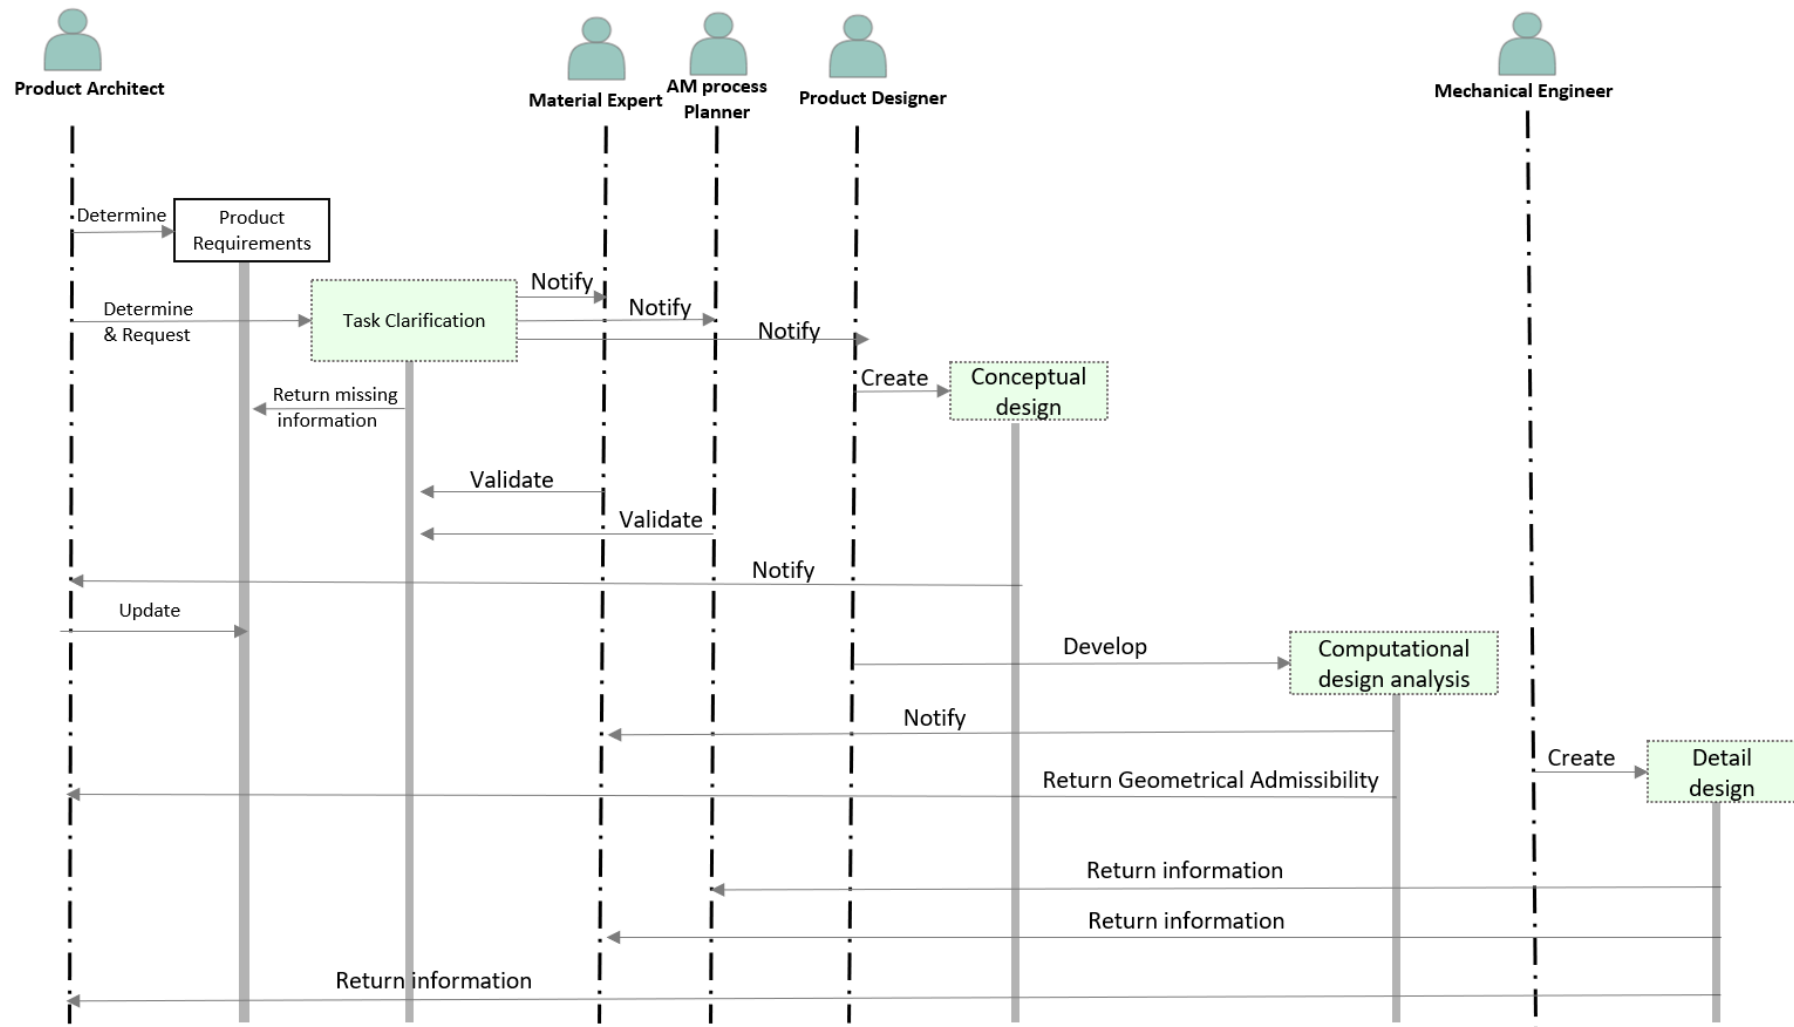 Product Architect
Material Expert
AM process
Planner
Product Designer
Mechanical Engineer
Determine
Product
Requirements
Determine
& Request
Task Clarification
Notify
Notify
Notify
Create
Conceptual
design
Return missing
information
Validate
Validate
Notify
Update
Develop
Computational
design analysis
Notify
Create
Detail
design
Return Geometrical Admissibility
Return information
Return information
Return information